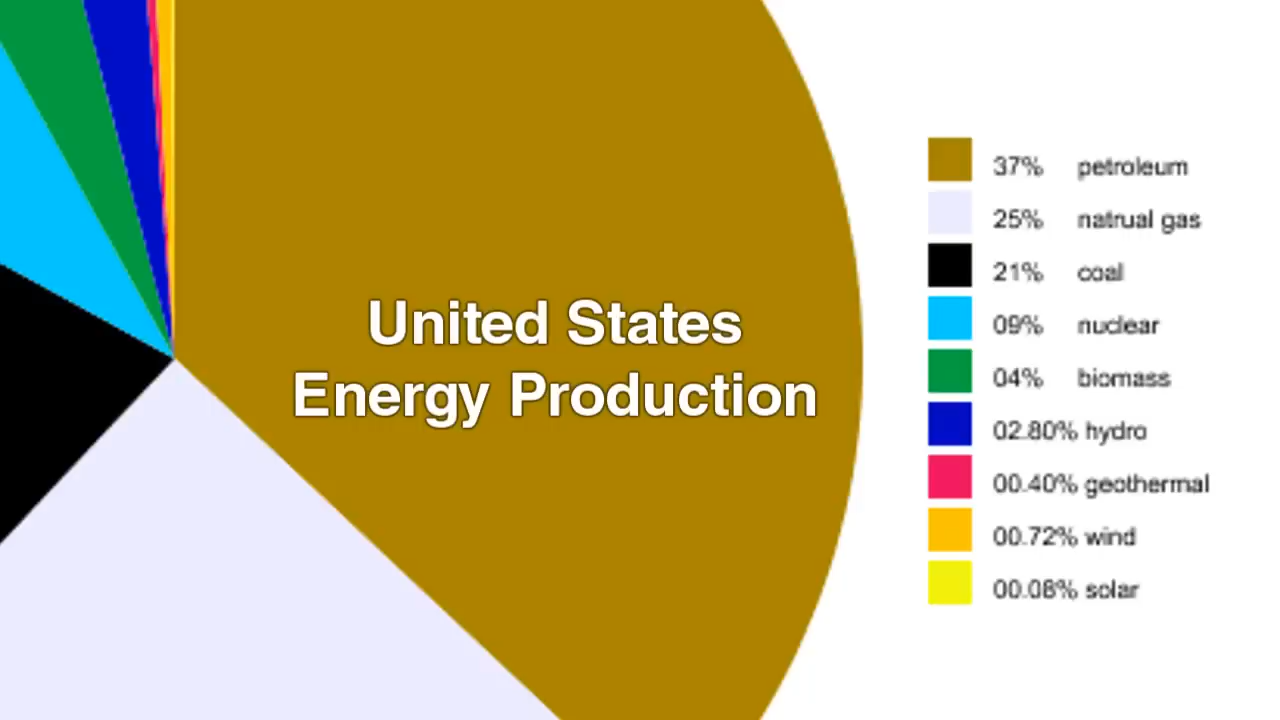 United States
Energy Production
37% petroleum
25% natrual gas
21% coal
09% nuclear
04% biomass
02.80% hydro
00.40% geothermal
00.72% wind
00.08% solar